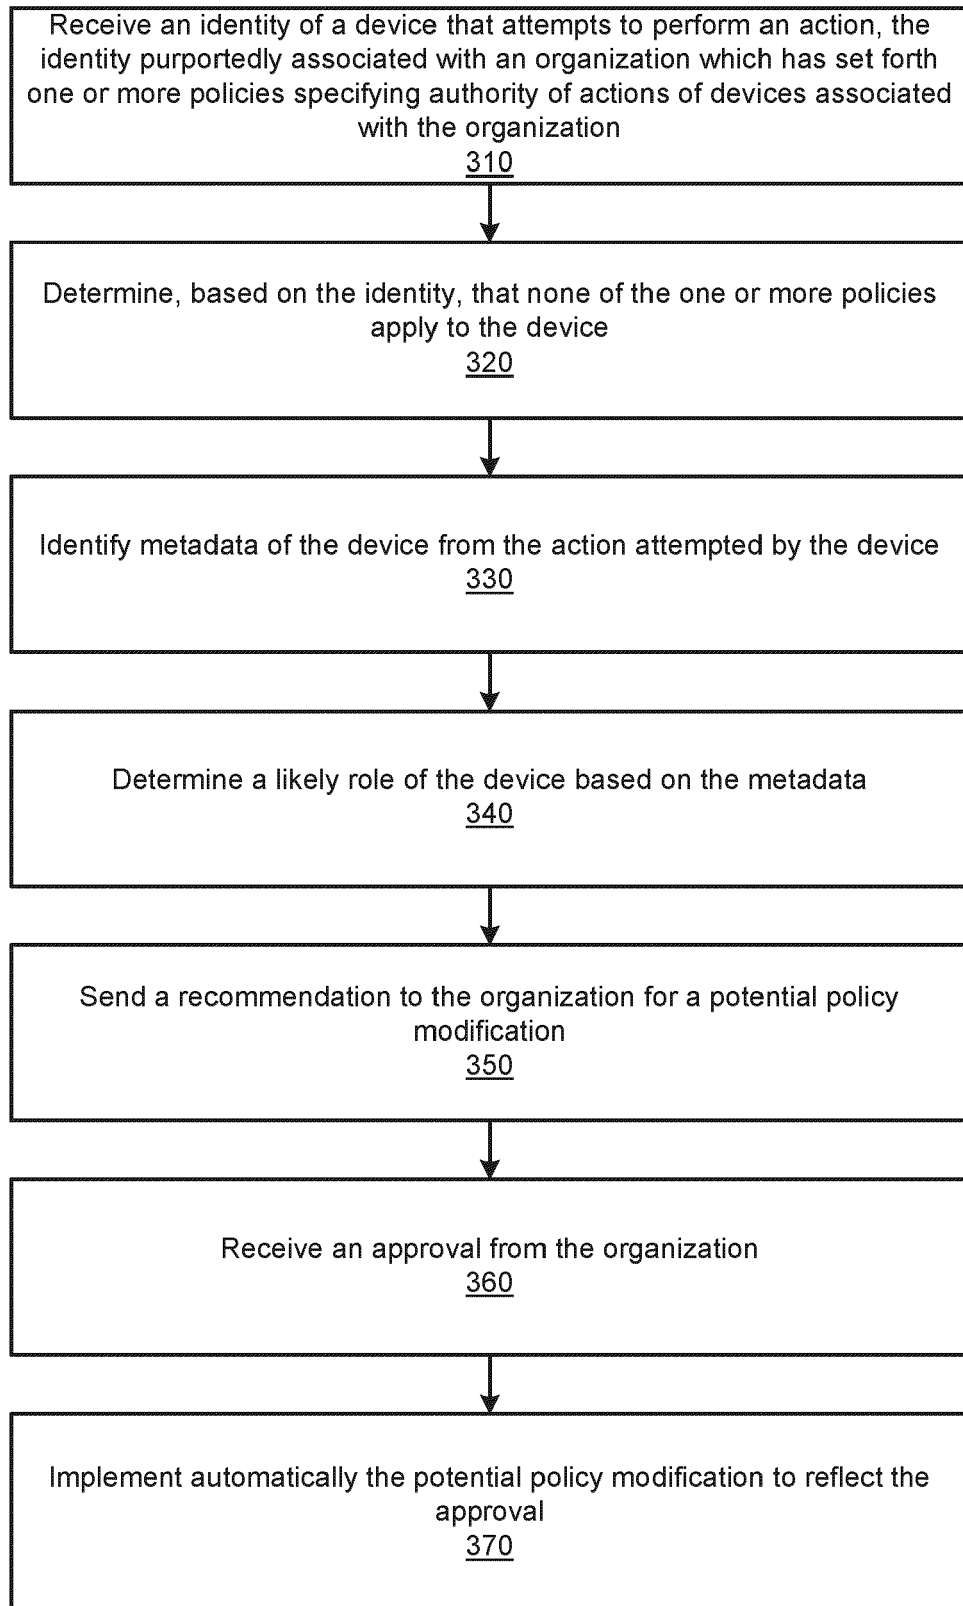 Receive an identity of a device that attempts to perform an action, the
identity purportedly associated with an organization which has set forth
one or more policies specifying authority of actions of devices associated
with the organization
310
Determine, based on the identity, that none of the one or more policies
apply to the device
320
Identify metadata of the device from the action attempted by the device
330
Determine a likely role of the device based on the metadata
340
Send a recommendation to the organization for a potential policy
modification
350
Receive an approval from the organization
360
Implement automatically the potential policy modification to reflect the
approval
370